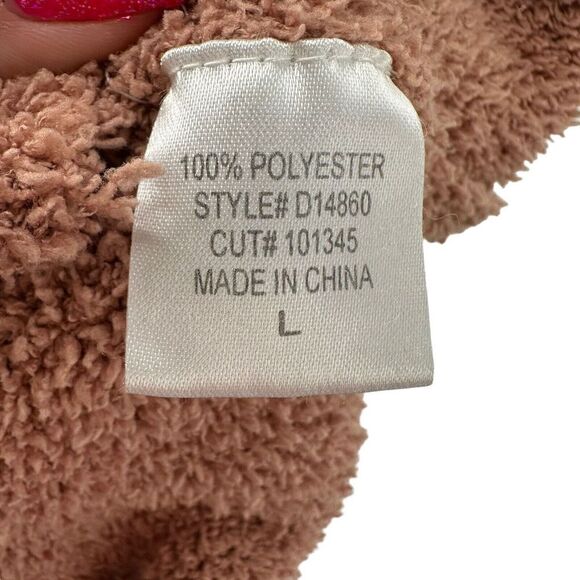 100% POLYESTER
STYLE# D14860
CUT# 101345
MADE IN CHINA
L